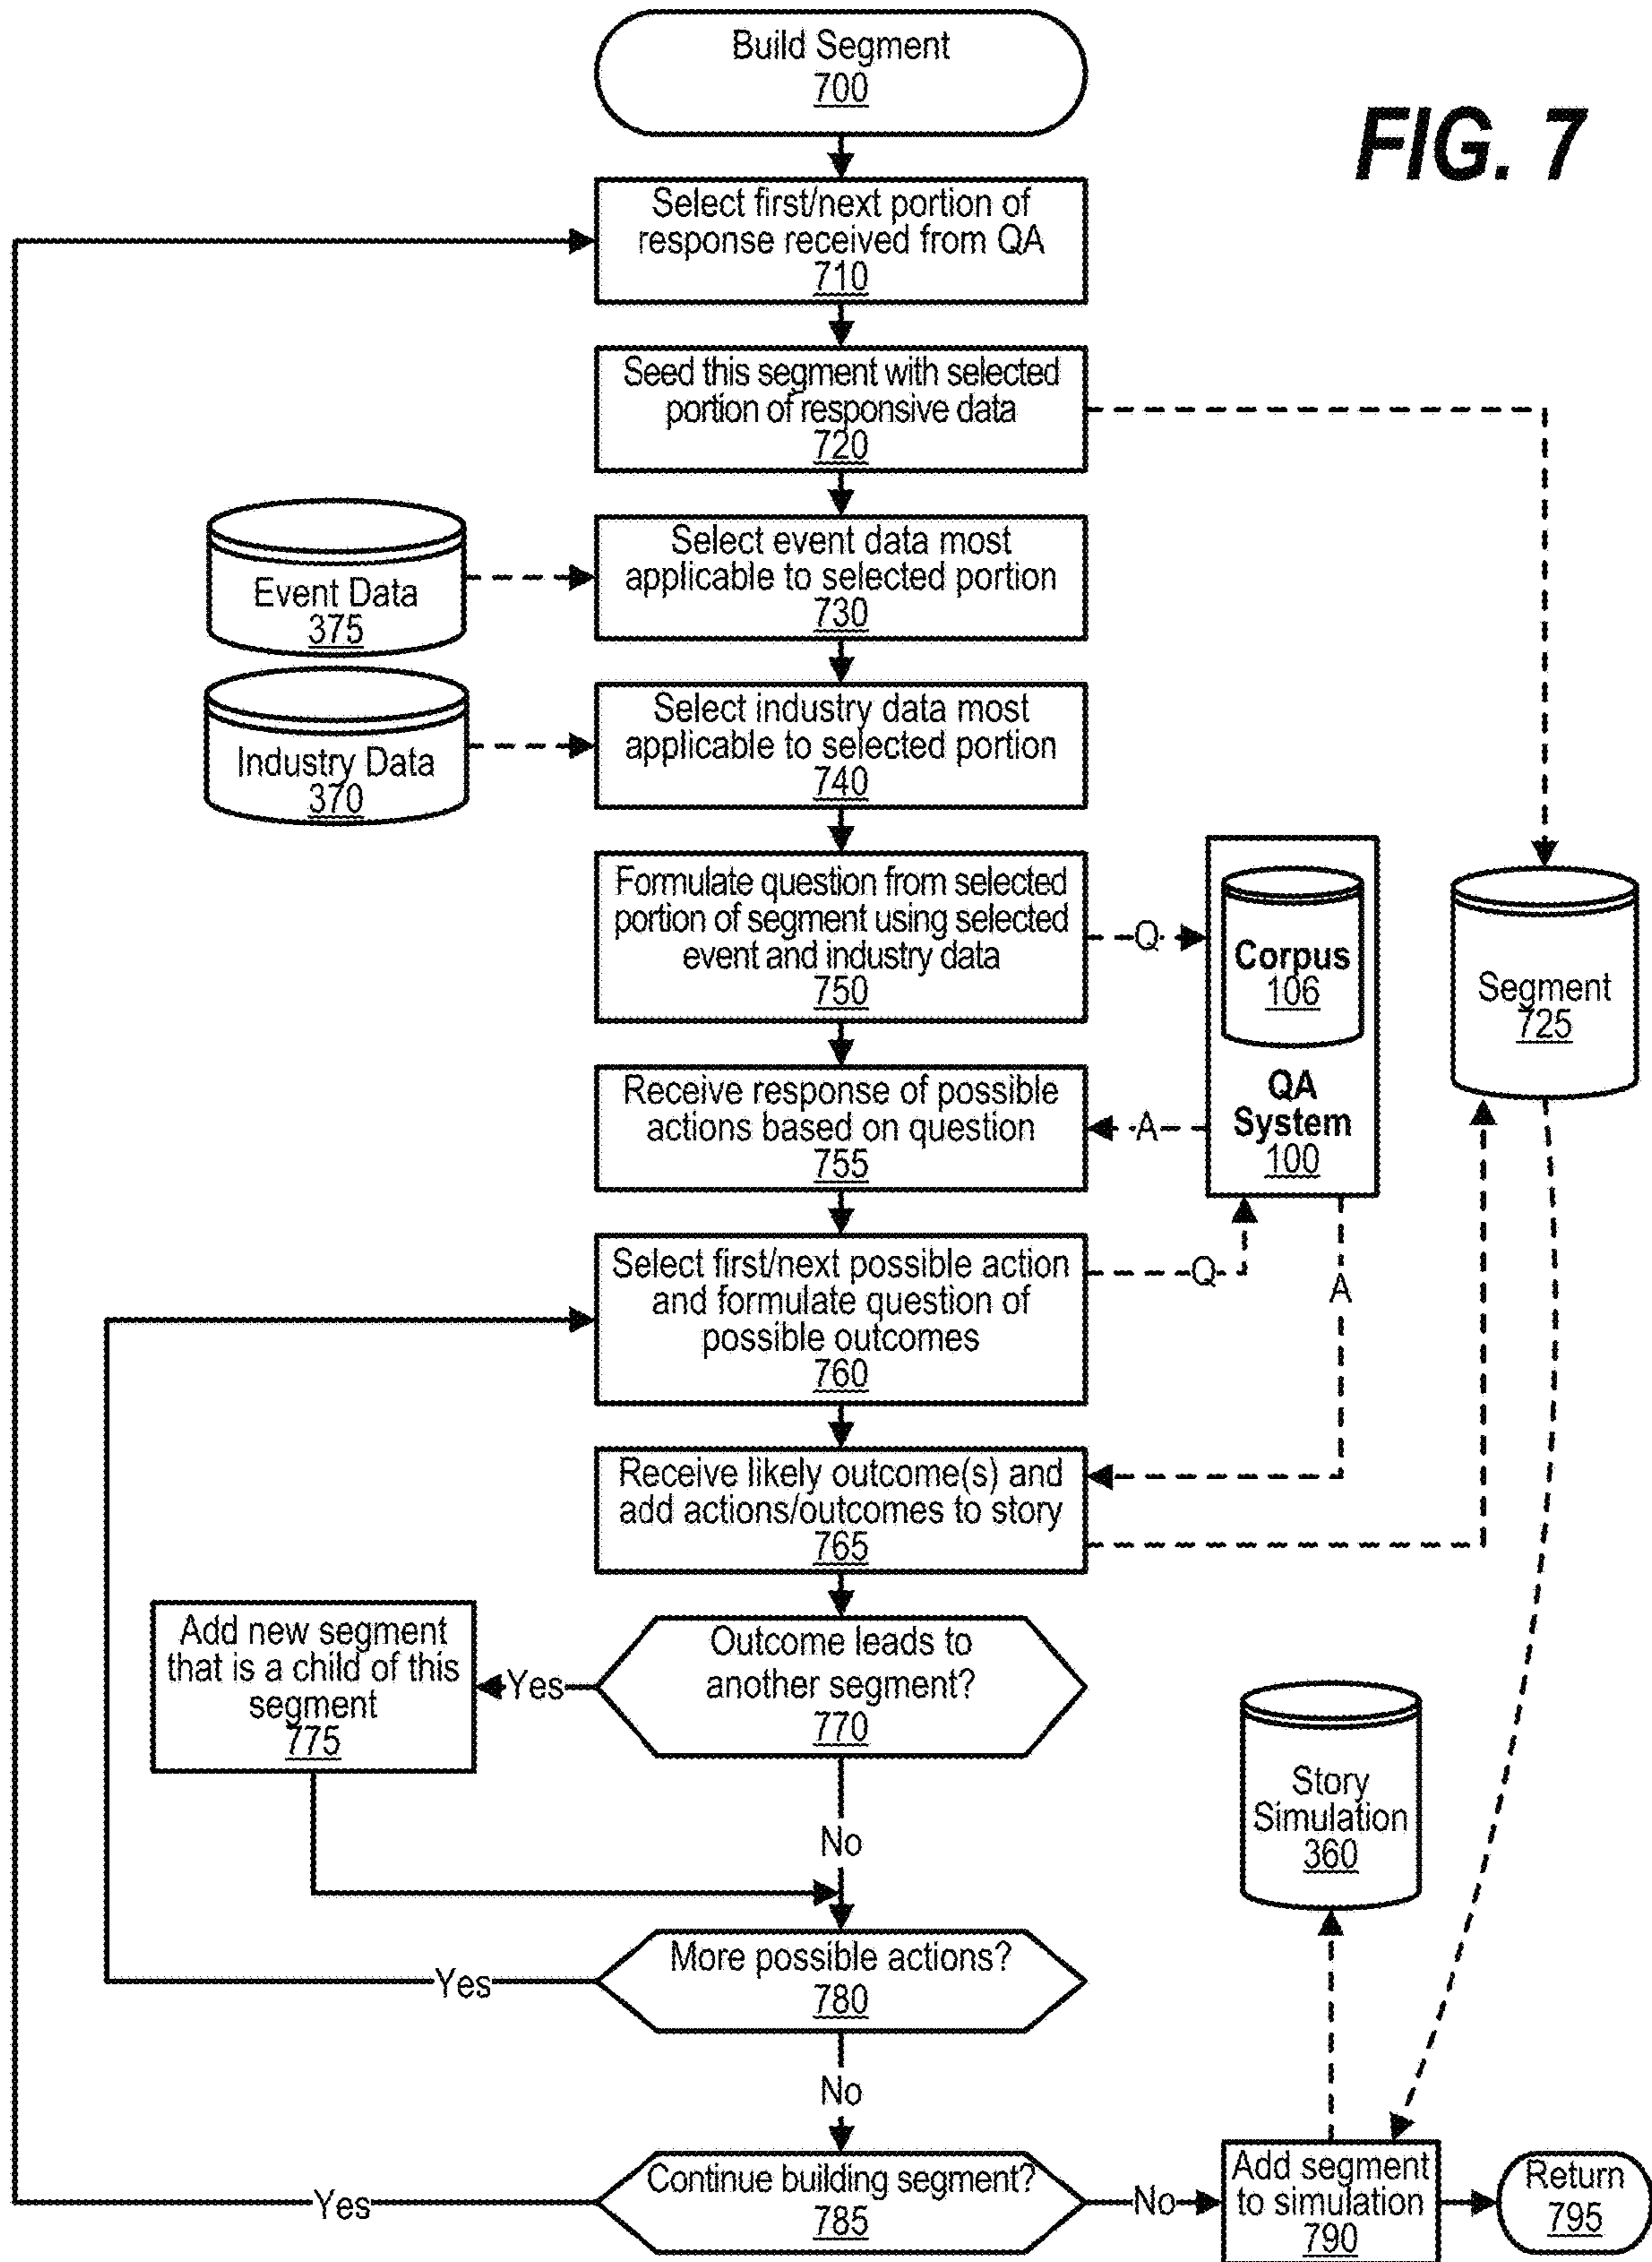 Build Segment
700
FIG. 7
Select first/next portion of
response received from QA
710
Seed this segment with selected
portion of responsive data
720
Event Data
375
Select event data most
applicable to selected portion
730
Industry Data
370
Select industry data most
applicable to selected portion
740
Formulate question from selected
portion of segment using selected
event and industry data
750
Q
Corpus
106
QA
System
100
Segment
725
Receive response of possible
actions based on question
755
A
Select first/next possible action
and formulate question of
possible outcomes
760
Q
A
Receive likely outcome(s) and
add actions/outcomes to story
765
Add new segment
that is a child of this
segment
775
Yes
Outcome leads to
another segment?
770
No
Story
Simulation
360
More possible actions?
780
Yes
No
Continue building segment?
785
Yes
No
Add segment
to simulation
790
Return
795